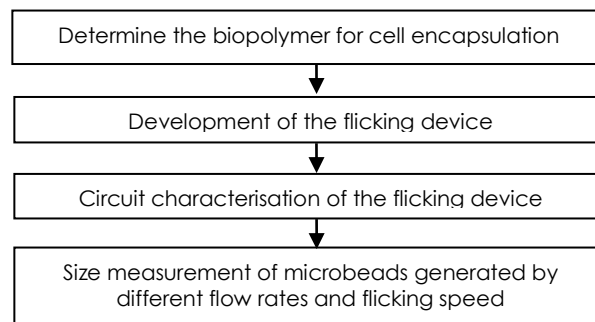 Determine the biopolymer for cell encapsulation
Development of the flicking device
Circuit characterisation of the flicking device
Size measurement of microbeads generated by
different flow rates and flicking speed